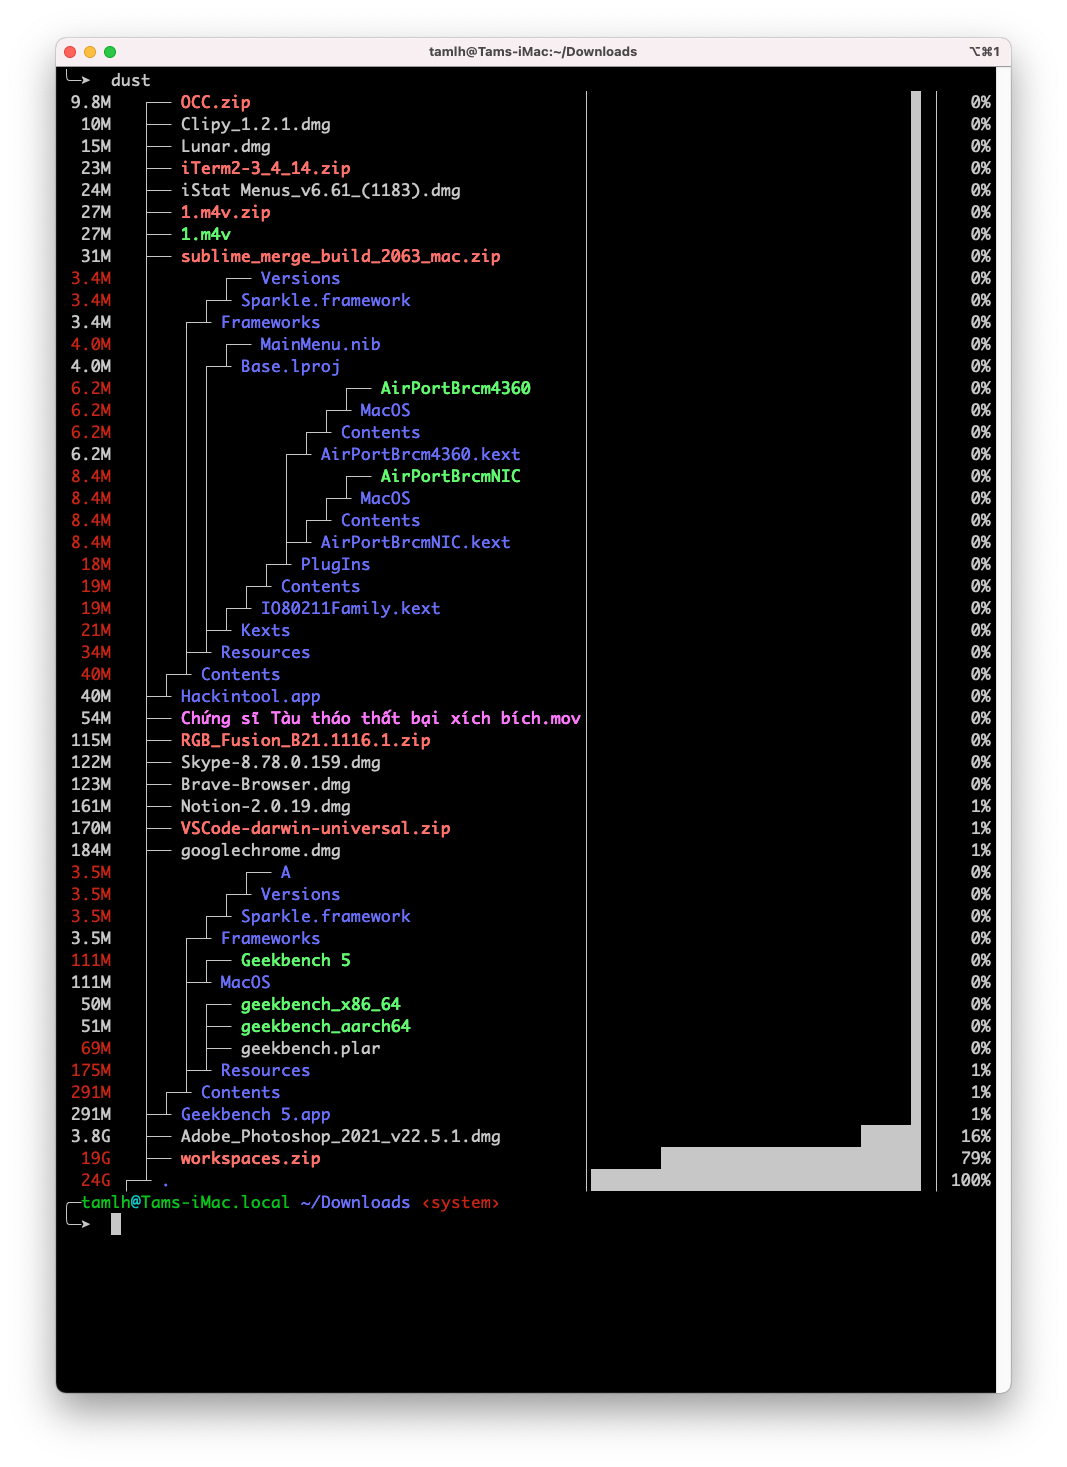 tamlh@Tams-iMac:~/Downloads ⌥⌘1
dust
9.8M OCC.zip 0%
10M Clipy_1.2.1.dmg 0%
15M Lunar.dmg 0%
23M iTerm2-3_4_14.zip 0%
24M iStat Menus_v6.61_(1183).dmg 0%
27M 1.m4v.zip 0%
27M 1.m4v 0%
31M sublime_merge_build_2063_mac.zip 0%
3.4M Versions 0%
3.4M Sparkle.framework 0%
3.4M Frameworks 0%
4.0M MainMenu.nib 0%
4.0M Base.lproj 0%
6.2M AirPortBrcm4360 0%
6.2M MacOS 0%
6.2M Contents 0%
6.2M AirPortBrcm4360.kext 0%
8.4M AirPortBrcmNIC 0%
8.4M MacOS 0%
8.4M Contents 0%
8.4M AirPortBrcmNIC.kext 0%
18M PlugIns 0%
19M Contents 0%
19M IO80211Family.kext 0%
21M Kexts 0%
34M Resources 0%
40M Contents 0%
40M Hackintool.app 0%
54M Chứng sĩ Tàu tháo thất bại xích bích.mov 0%
115M RGB_Fusion_B21.1116.1.zip 0%
122M Skype-8.78.0.159.dmg 0%
123M Brave-Browser.dmg 0%
161M Notion-2.0.19.dmg 1%
170M VSCode-darwin-universal.zip 1%
184M googlechrome.dmg 1%
3.5M A 0%
3.5M Versions 0%
3.5M Sparkle.framework 0%
3.5M Frameworks 0%
111M Geekbench 5 0%
111M MacOS 0%
50M geekbench_x86_64 0%
51M geekbench_aarch64 0%
69M geekbench.plar 0%
175M Resources 1%
291M Contents 1%
291M Geekbench 5.app 1%
3.8G Adobe_Photoshop_2021_v22.5.1.dmg 16%
19G workspaces.zip 79%
24G . 100%
tamlh@Tams-iMac.local ~/Downloads ‹system›